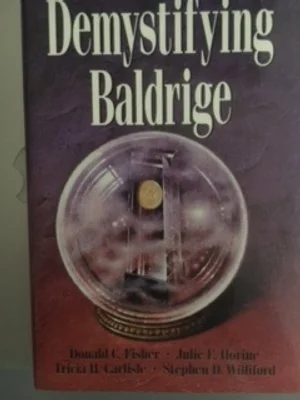 Demystifying
Baldrige
Donald C. Fisher · Julie E. Horine
Tricia H. Carlisle · Stephen D. Williford